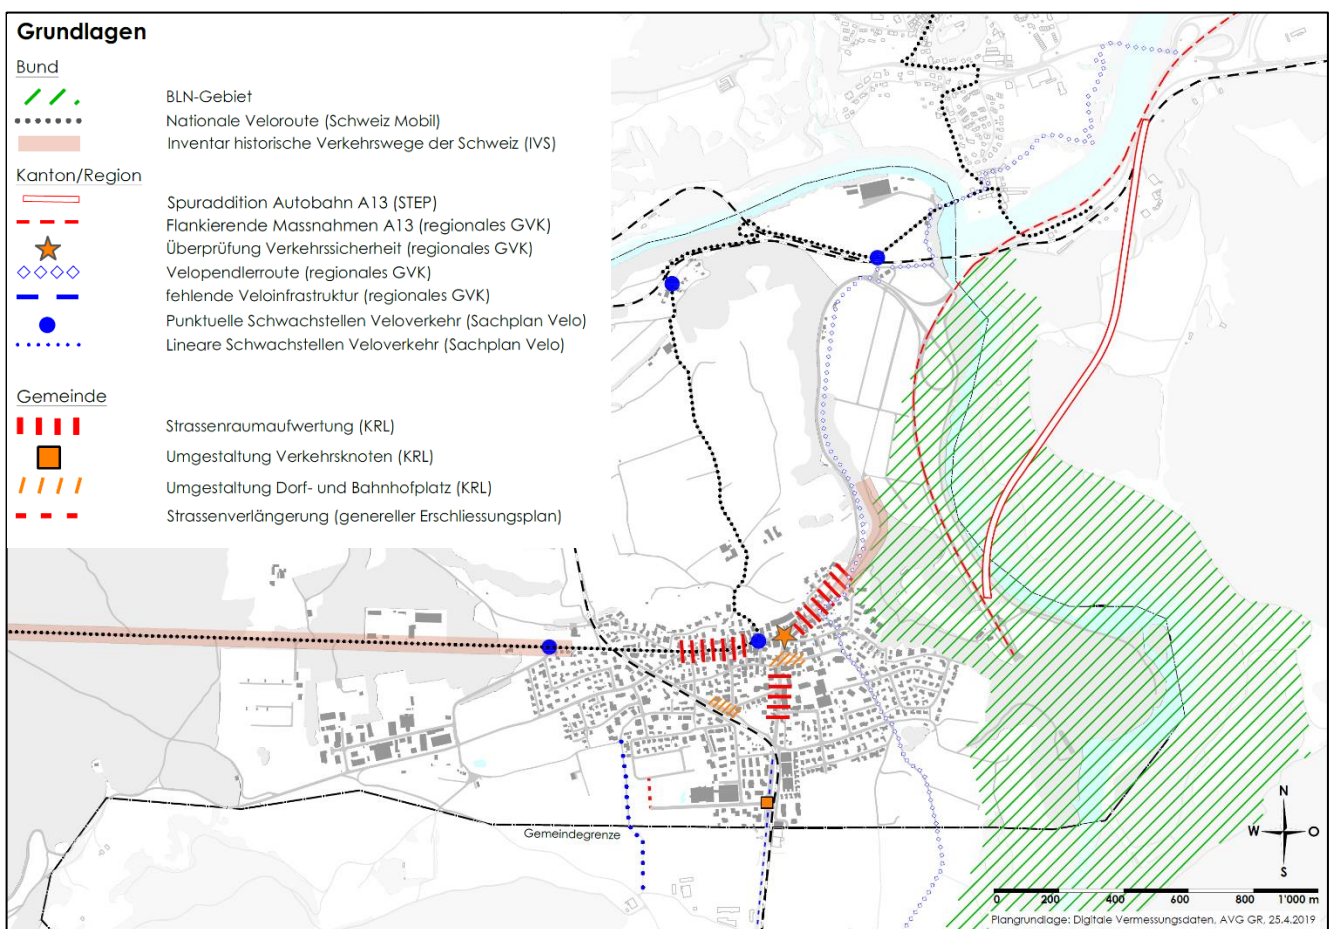 Grundlagen
Bund
BLN-Gebiet
Nationale Veloroute (Schweiz Mobil)
Inventar historische Verkehrswege der Schweiz (IVS)
Kanton/Region
Spuraddition Autobahn A13 (STEP)
Flankierende Massnahmen A13 (regionales GVK)
Überprüfung Verkehrssicherheit (regionales GVK)
Velopendlerroute (regionales GVK)
fehlende Veloinfrastruktur (regionales GVK)
Punktuelle Schwachstellen Veloverkehr (Sachplan Velo)
Lineare Schwachstellen Veloverkehr (Sachplan Velo)
Gemeinde
Strassenraumaufwertung (KRL)
Umgestaltung Verkehrsknoten (KRL)
Umgestaltung Dorf- und Bahnhofplatz (KRL)
Strassenverlängerung (genereller Erschliessungsplan)
Gemeindegrenze
N
W O
S
0 200 400 600 800 1'000 m
Plangrundlage: Digitale Vermessungsdaten, AVG GR, 25.4.2019